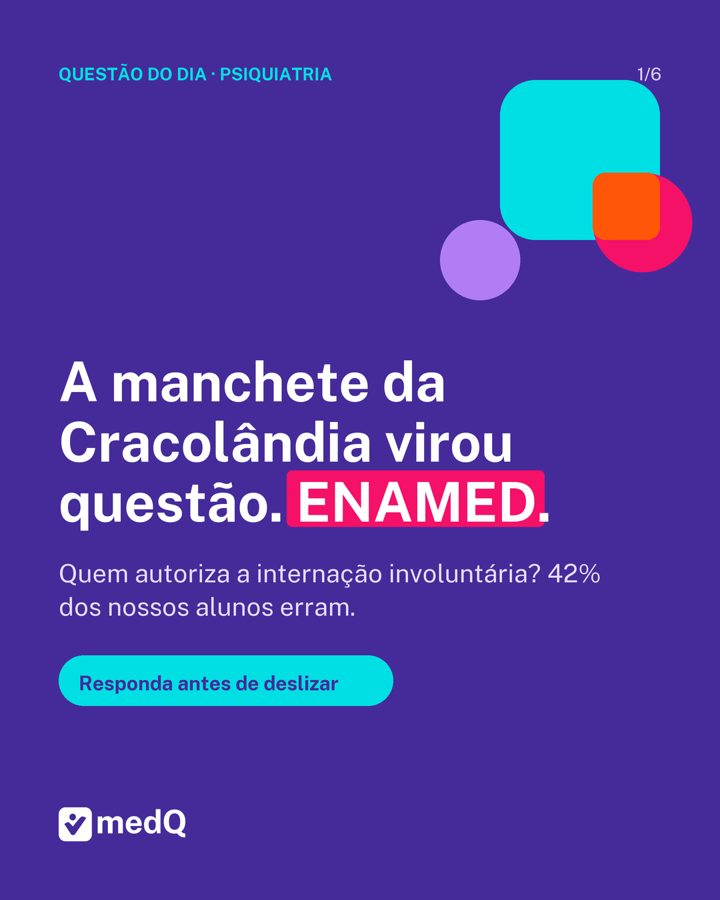 QUESTÃO DO DIA · PSIQUIATRIA
1/6
A manchete da
Cracolândia virou
questão. ENAMED.
Quem autoriza a internação involuntária? 42%
dos nossos alunos erram.
Responda antes de deslizar
medQ